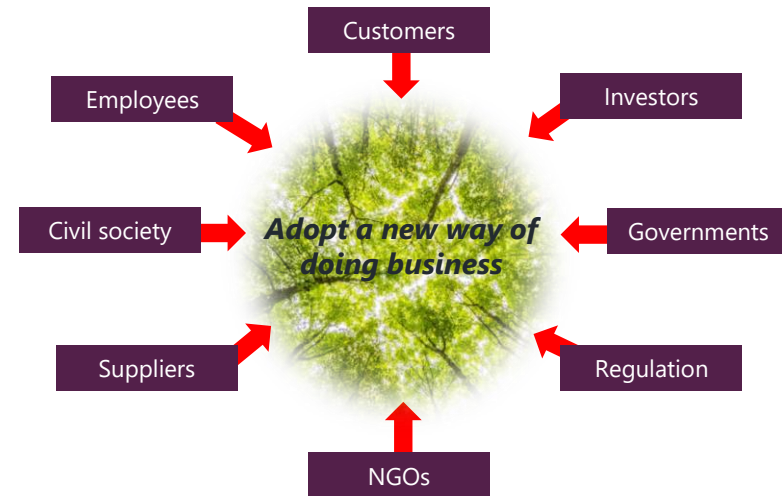 Customers
Employees
Investors
Civil society
Adopt a new way of
doing business
Governments
Suppliers
Regulation
NGOs